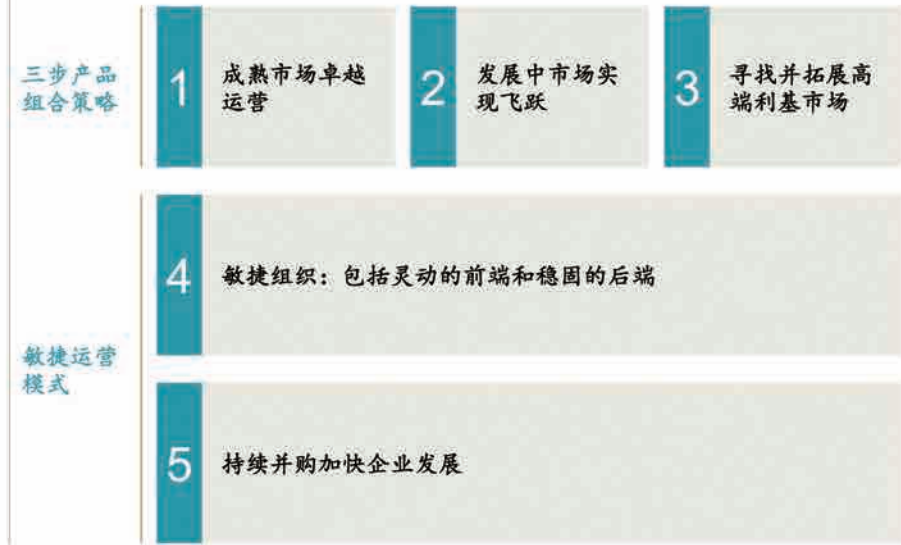 三步产品
组合策略
1
成熟市场卓越
运营
2
发展中市场实
现飞跃
3
寻找并拓展高
端利基市场
敏捷运营
模式
4
敏捷组织：包括灵动的前端和稳固的后端
5
持续并购加快企业发展